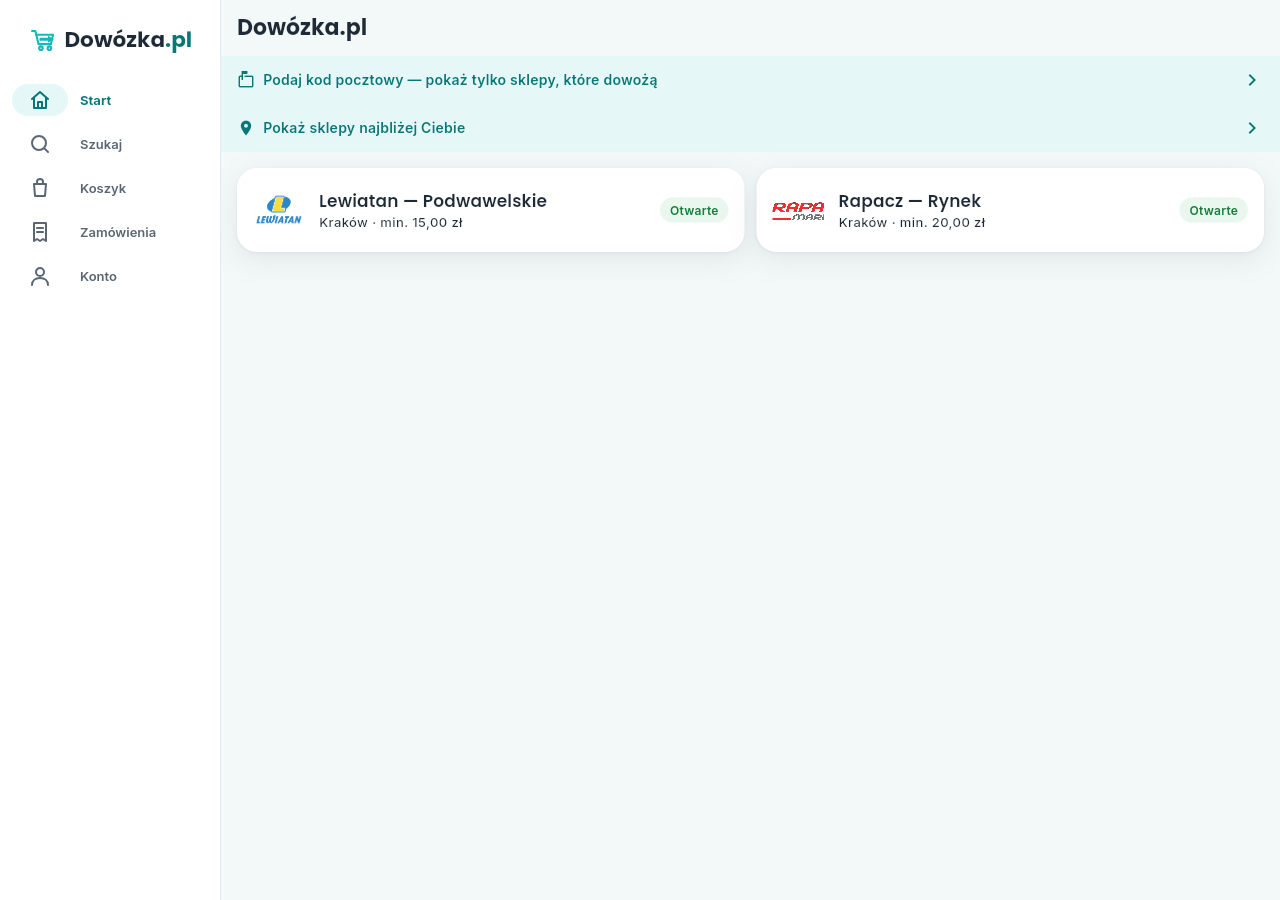 Dowózka.pl
Start
Szukaj
Koszyk
Zamówienia
Konto
Dowózka.pl
Podaj kod pocztowy — pokaż tylko sklepy, które dowożą
Pokaż sklepy najbliżej Ciebie
LEWIATAN
Lewiatan — Podwawelskie
Kraków · min. 15,00 zł
Otwarte
RAPA
Rapacz — Rynek
Kraków · min. 20,00 zł
Otwarte